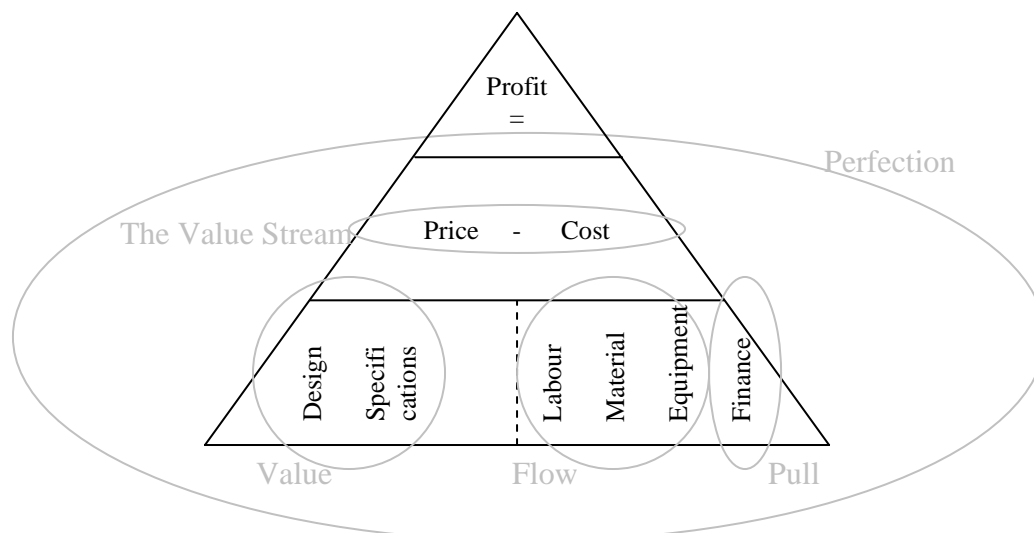 Profit
=
Perfection
The Value Stream
Price - Cost
Design
Specifi
cations
Labour
Material
Equipment
Finance
Value
Flow
Pull